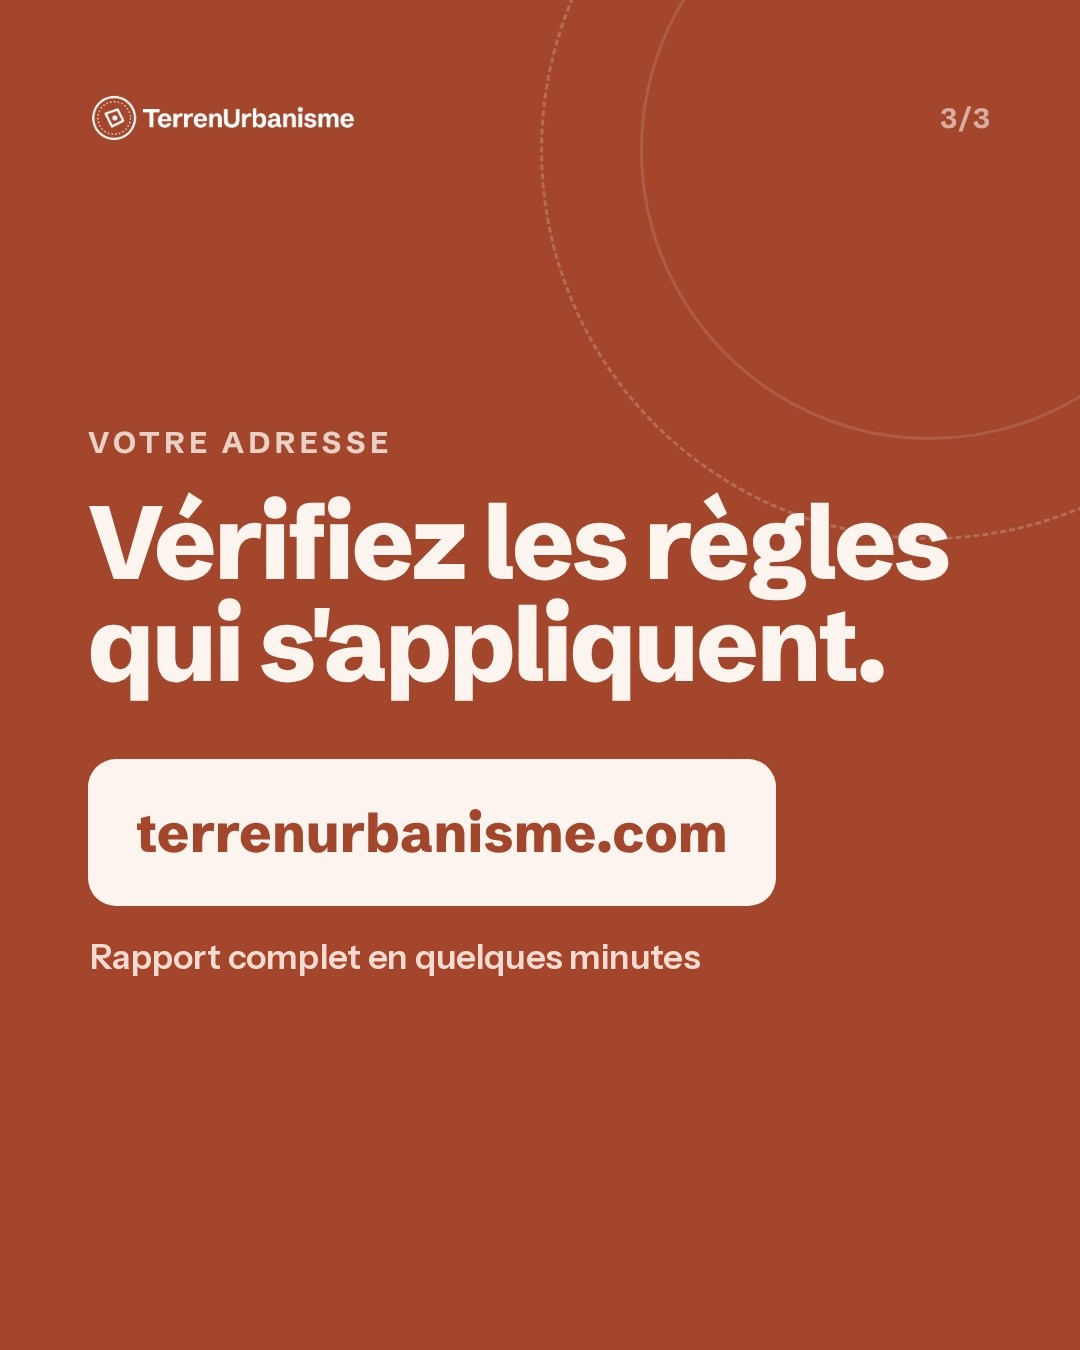 TerrenUrbanisme
3/3
VOTRE ADRESSE
Vérifiez les règles
qui s'appliquent.
terrenurbanisme.com
Rapport complet en quelques minutes